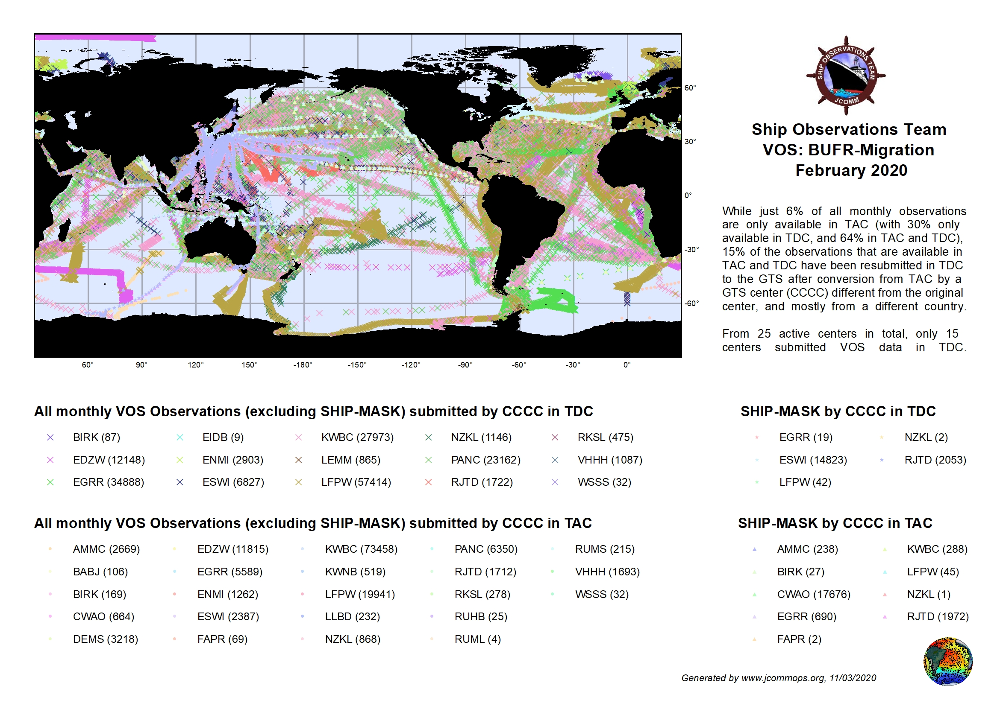 SHIP OBSERVATIONS TEAM
JCOMM
Ship Observations Team
VOS: BUFR-Migration
February 2020
While just 6% of all monthly observations
are only available in TAC (with 30% only
available in TDC, and 64% in TAC and TDC),
15% of the observations that are available in
TAC and TDC have been resubmitted in TDC
to the GTS after conversion from TAC by a
GTS center (CCCC) different from the original
center, and mostly from a different country.
From 25 active centers in total, only 15
centers submitted VOS data in TDC.
60°
30°
0°
-30°
-60°
60° 90° 120° 150° -180° -150° -120° -90° -60° -30° 0°
All monthly VOS Observations (excluding SHIP-MASK) submitted by CCCC in TDC
BIRK (87) EIDB (9) KWBC (27973) NZKL (1146) RKSL (475)
EDZW (12148) ENMI (2903) LEMM (865) PANC (23162) VHHH (1087)
EGRR (34888) ESWI (6827) LFPW (57414) RJTD (1722) WSSS (32)
SHIP-MASK by CCCC in TDC
EGRR (19) NZKL (2)
ESWI (14823) RJTD (2053)
LFPW (42)
All monthly VOS Observations (excluding SHIP-MASK) submitted by CCCC in TAC
AMMC (2669) EDZW (11815) KWBC (73458) PANC (6350) RUMS (215)
BABJ (106) EGRR (5589) KWNB (519) RJTD (1712) VHHH (1693)
BIRK (169) ENMI (1262) LFPW (19941) RKSL (278) WSSS (32)
CWAO (664) ESWI (2387) LLBD (232) RUHB (25)
DEMS (3218) FAPR (69) NZKL (868) RUML (4)
SHIP-MASK by CCCC in TAC
AMMC (238) KWBC (288)
BIRK (27) LFPW (45)
CWAO (17676) NZKL (1)
EGRR (690) RJTD (1972)
FAPR (2)
Generated by www.jcommops.org, 11/03/2020